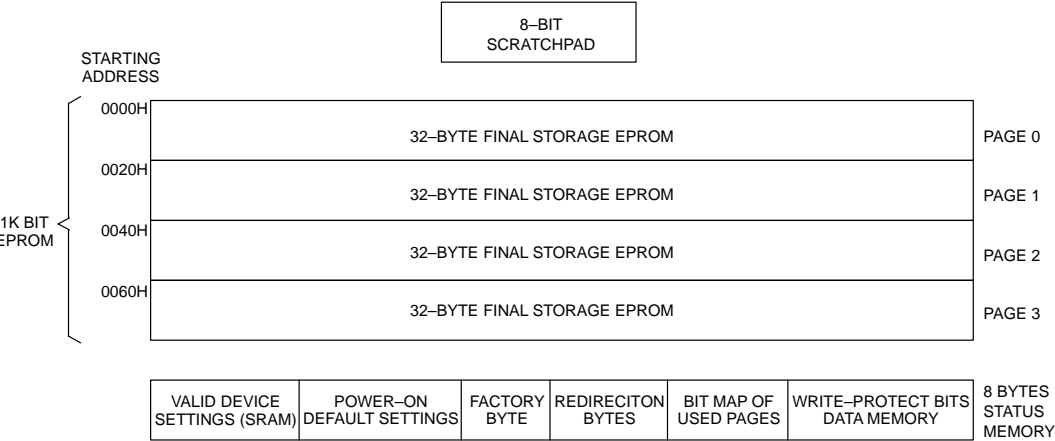 8–BIT
SCRATCHPAD
STARTING
ADDRESS
0000H
32–BYTE FINAL STORAGE EPROM
PAGE 0
0020H
32–BYTE FINAL STORAGE EPROM
PAGE 1
1K BIT
EPROM
0040H
32–BYTE FINAL STORAGE EPROM
PAGE 2
0060H
32–BYTE FINAL STORAGE EPROM
PAGE 3
VALID DEVICE
SETTINGS (SRAM)
POWER–ON
DEFAULT SETTINGS
FACTORY
BYTE
REDIRECITON
BYTES
BIT MAP OF
USED PAGES
WRITE–PROTECT BITS
DATA MEMORY
8 BYTES
STATUS
MEMORY